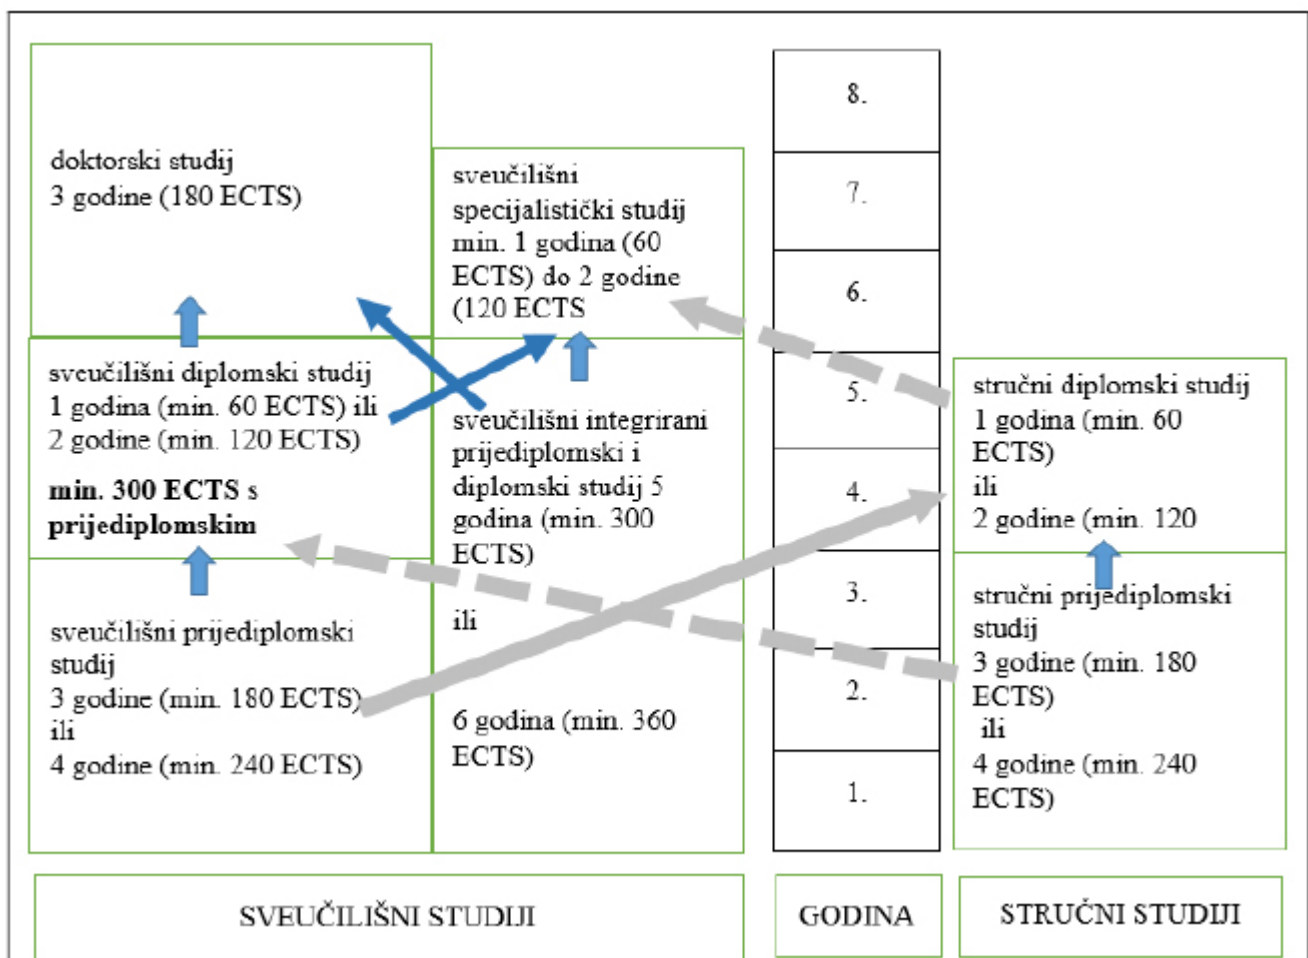 doktorski studij
3 godine (180 ECTS)
sveučilišni
specijalistički studij
min. 1 godina (60
ECTS) do 2 godine
(120 ECTS
sveučilišni diplomski studij
1 godina (min. 60 ECTS) ili
2 godine (min. 120 ECTS)
min. 300 ECTS s
prijediplomskim
sveučilišni integrirani
prijediplomski i
diplomski studij 5
godina (min. 300
ECTS)
ili
6 godina (min. 360
ECTS)
sveučilišni prijediplomski
studij
3 godine (min. 180 ECTS)
ili
4 godine (min. 240 ECTS)
8.
7.
6.
5.
4.
3.
2.
1.
stručni diplomski studij
1 godina (min. 60
ECTS)
ili
2 godine (min. 120
stručni prijediplomski
studij
3 godine (min. 180
ECTS)
ili
4 godine (min. 240
ECTS)
SVEUČILIŠNI STUDIJI
GODINA
STRUČNI STUDIJI